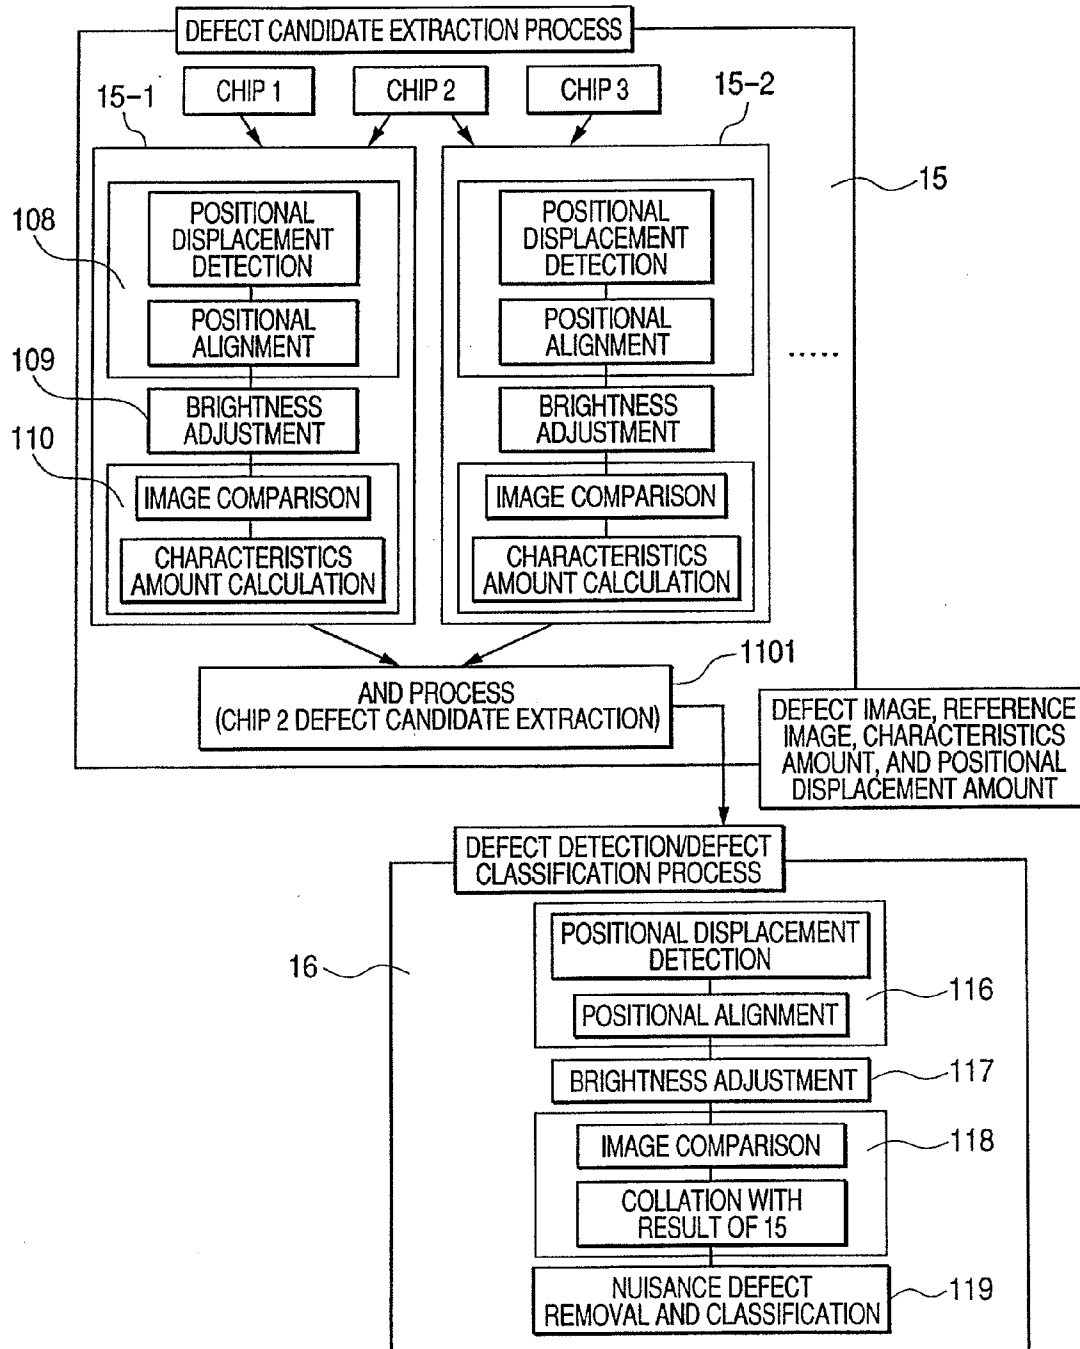 DEFECT CANDIDATE EXTRACTION PROCESS
CHIP 1
CHIP 2
CHIP 3
15-1
15-2
15
108
POSITIONAL
DISPLACEMENT
DETECTION
POSITIONAL
ALIGNMENT
109
BRIGHTNESS
ADJUSTMENT
110
IMAGE COMPARISON
CHARACTERISTICS
AMOUNT CALCULATION
POSITIONAL
DISPLACEMENT
DETECTION
POSITIONAL
ALIGNMENT
.....
BRIGHTNESS
ADJUSTMENT
IMAGE COMPARISON
CHARACTERISTICS
AMOUNT CALCULATION
1101
AND PROCESS
(CHIP 2 DEFECT CANDIDATE EXTRACTION)
DEFECT IMAGE, REFERENCE
IMAGE, CHARACTERISTICS
AMOUNT, AND POSITIONAL
DISPLACEMENT AMOUNT
DEFECT DETECTION/DEFECT
CLASSIFICATION PROCESS
16
POSITIONAL DISPLACEMENT
DETECTION
POSITIONAL ALIGNMENT
116
BRIGHTNESS ADJUSTMENT
117
IMAGE COMPARISON
118
COLLATION WITH
RESULT OF 15
NUISANCE DEFECT
REMOVAL AND CLASSIFICATION
119